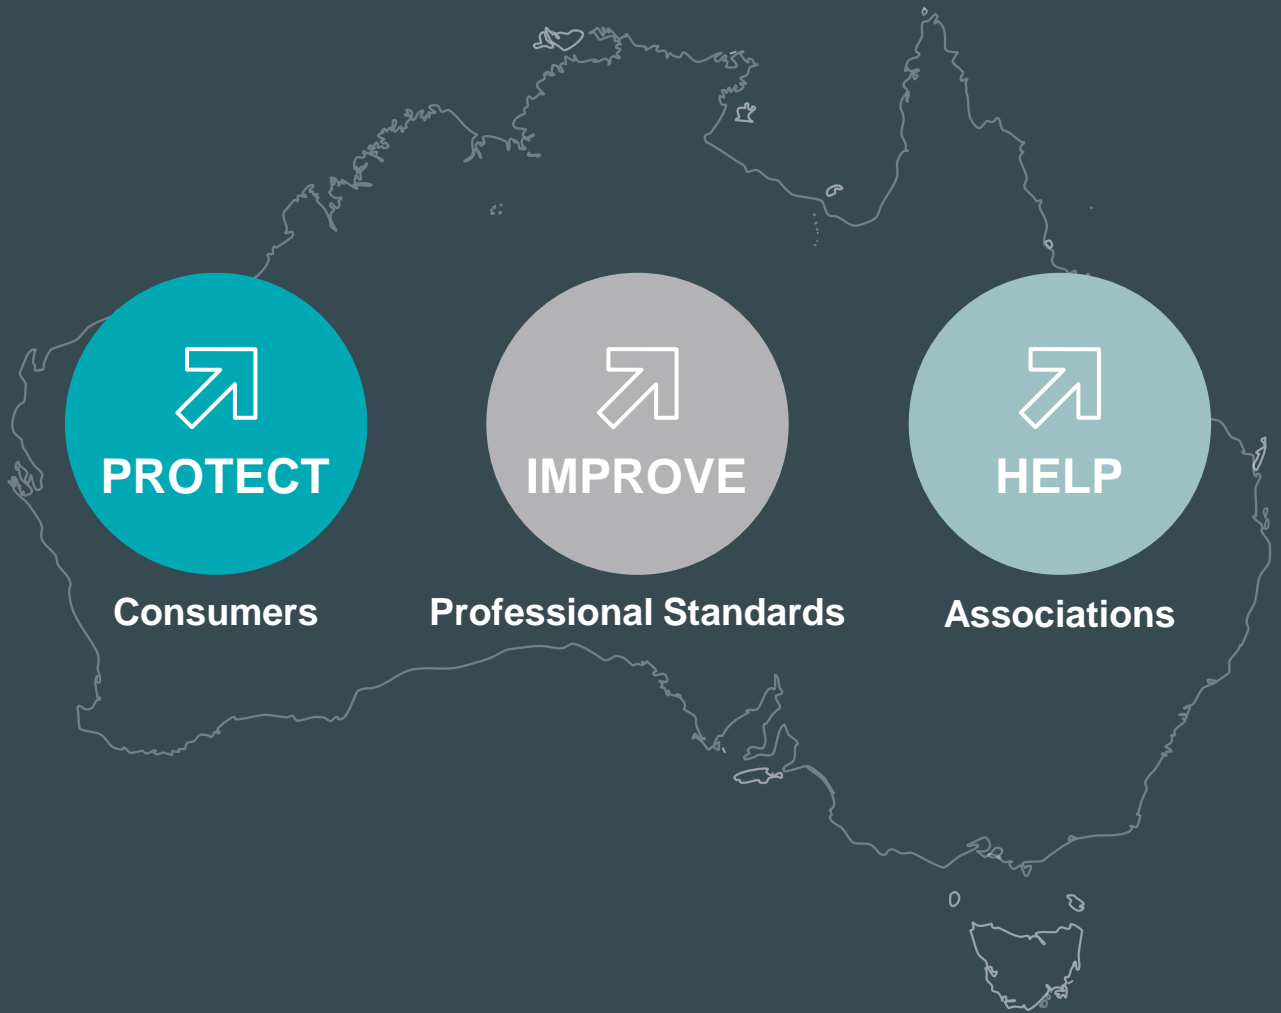 PROTECT
Consumers
IMPROVE
Professional Standards
HELP
Associations